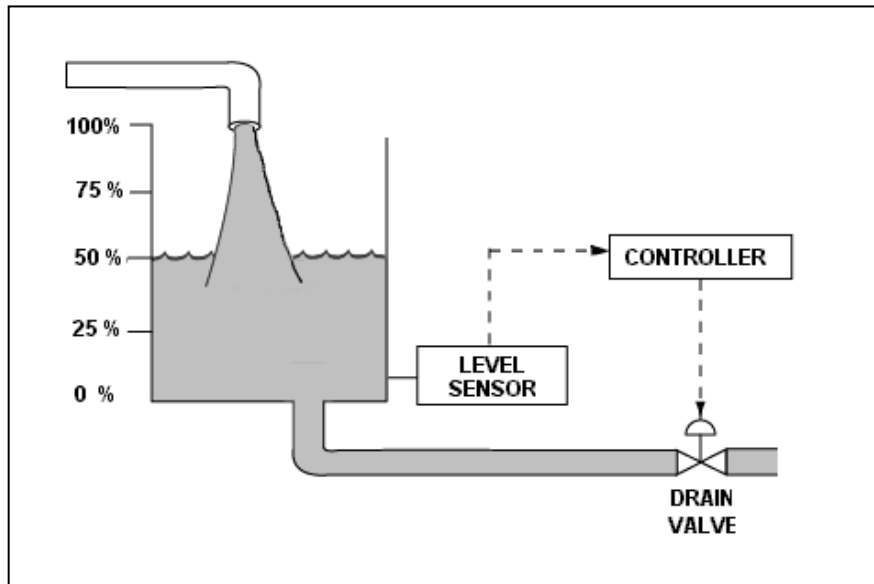 100%
75 %
50 %
25 %
0 %
CONTROLLER
LEVEL
SENSOR
DRAIN
VALVE